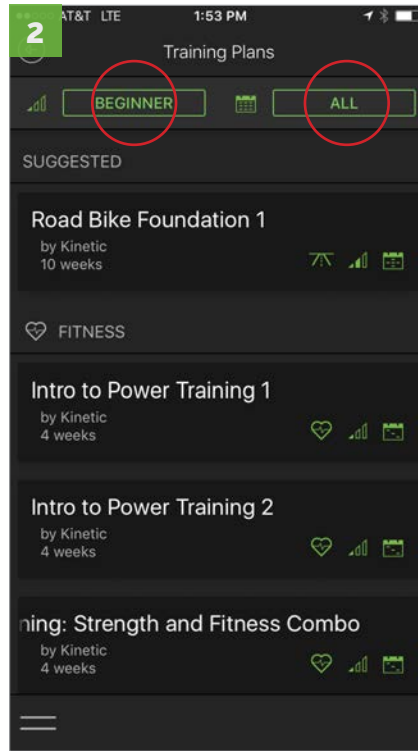 2
AT&T LTE 1:53 PM
Training Plans
BEGINNER ALL
SUGGESTED
Road Bike Foundation 1
by Kinetic
10 weeks
FITNESS
Intro to Power Training 1
by Kinetic
4 weeks
Intro to Power Training 2
by Kinetic
4 weeks
ning: Strength and Fitness Combo
by Kinetic
4 weeks